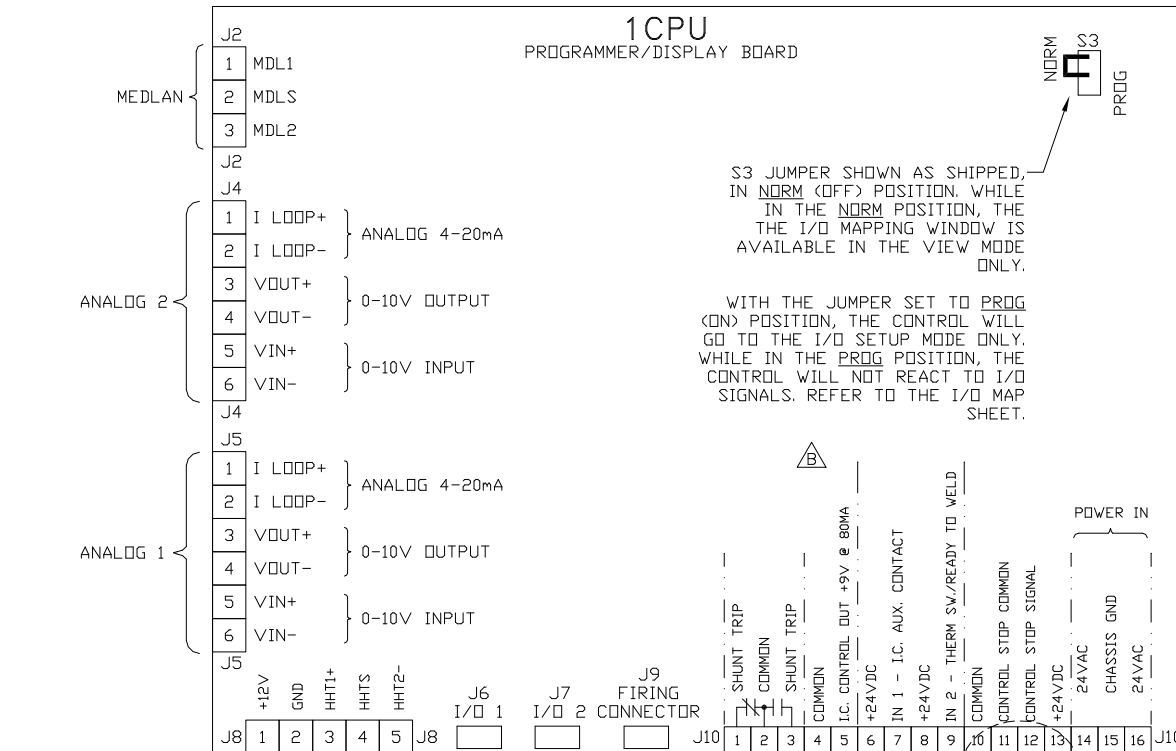 1CPU
PROGRAMMER/DISPLAY BOARD
J2
1 MDL1
MEDLAN
2 MDLS
3 MDL2
J2
NORM
S3
PROG
S3 JUMPER SHOWN AS SHIPPED,
IN NORM (OFF) POSITION. WHILE
IN THE NORM POSITION, THE
THE I/O MAPPING WINDOW IS
AVAILABLE IN THE VIEW MODE
ONLY.
WITH THE JUMPER SET TO PROG
(ON) POSITION, THE CONTROL WILL
GO TO THE I/O SETUP MODE ONLY.
WHILE IN THE PROG POSITION, THE
CONTROL WILL NOT REACT TO I/O
SIGNALS. REFER TO THE I/O MAP
SHEET.
J4
1 I LOOP+
2 I LOOP-
ANALOG 4-20mA
3 VOUT+
4 VOUT-
0-10V OUTPUT
ANALOG 2
5 VIN+
6 VIN-
0-10V INPUT
J4
J5
1 I LOOP+
2 I LOOP-
ANALOG 4-20mA
3 VOUT+
4 VOUT-
0-10V OUTPUT
ANALOG 1
5 VIN+
6 VIN-
0-10V INPUT
J5
+12V
GND
HHT1+
HHTS
HHT2-
J8 1 2 3 4 5 J8
J6
I/O 1
J7
I/O 2
J9
FIRING
CONNECTOR
B
SHUNT TRIP
COMMON
SHUNT TRIP
COMMON
I.C. CONTROL OUT +9V @ 80MA
+24VDC
IN 1 - I.C. AUX. CONTACT
+24VDC
IN 2 - THERM SW./READY TO WELD
COMMON
CONTROL STOP COMMON
CONTROL STOP SIGNAL
+24VDC
POWER IN
24VAC
CHASSIS GND
24VAC
J10 1 2 3 4 5 6 7 8 9 10 11 12 13 14 15 16 J10